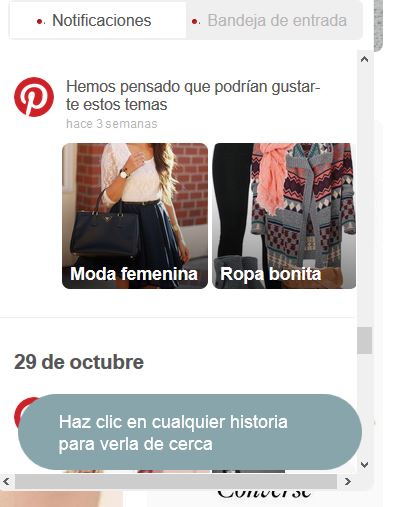 Notificaciones
Bandeja de entrada
Hemos pensado que podrían gustar-
te estos temas
hace 3 semanas
Moda femenina
Ropa bonita
29 de octubre
Haz clic en cualquier historia
para verla de cerca
Converse